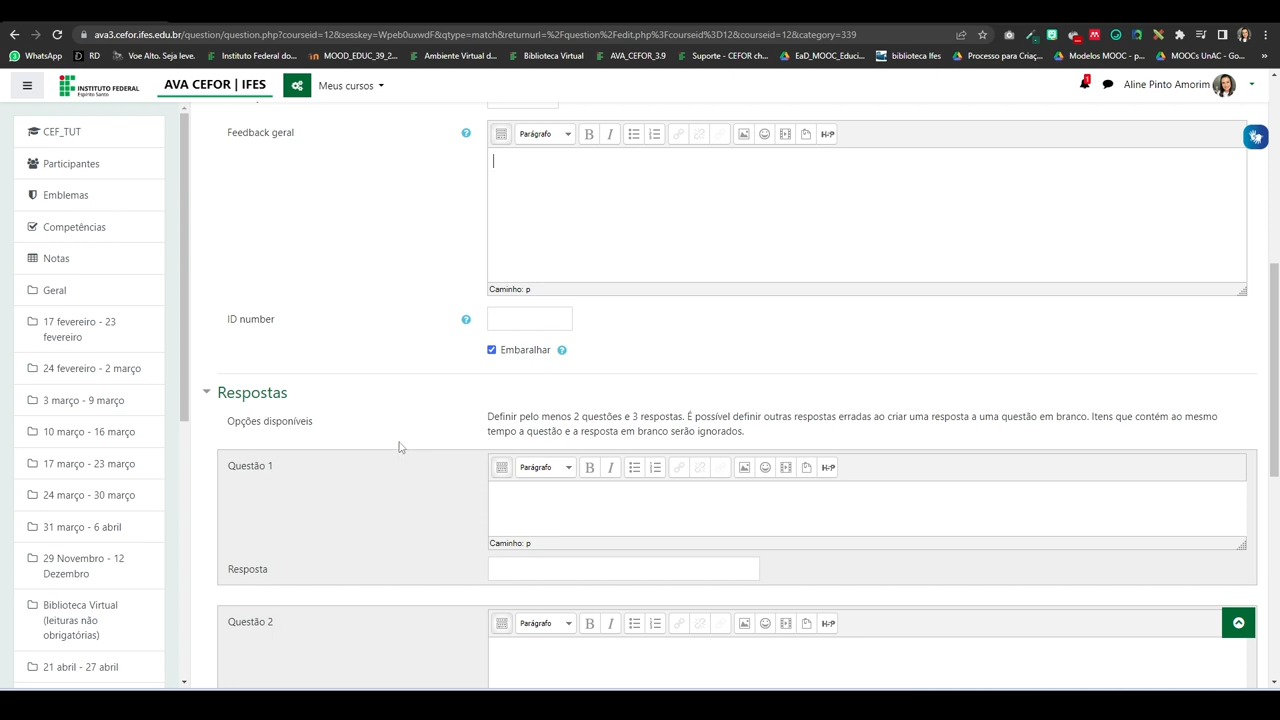 ava3.cefor.ifes.edu.br/question/question.php?courseid=12&sesskey=Wpeb0uxwdF&qtype=match&returnurl=%2Fquestion%2Fedit.php%3Fcourseid%3D12&courseid=12&category=339
WhatsApp
RD
Voe Alto. Seja leve.
Instituto Federal do...
MOOD_EDUC_39_2...
Ambiente Virtual d...
Biblioteca Virtual
AVA_CEFOR_3.9
Suporte - CEFOR ch...
EaD_MOOC_Educi...
biblioteca Ifes
Processo para Criaç...
Modelos MOOC - p...
MOOCs UnAC - Go...
INSTITUTO FEDERAL
Espírito Santo
AVA CEFOR | IFES
Meus cursos
1
Aline Pinto Amorim
CEF_TUT
Participantes
Emblemas
Competências
Notas
Geral
17 fevereiro - 23
fevereiro
24 fevereiro - 2 março
3 março - 9 março
10 março - 16 março
17 março - 23 março
24 março - 30 março
31 março - 6 abril
29 Novembro - 12
Dezembro
Biblioteca Virtual
(leituras não
obrigatórias)
21 abril - 27 abril
Feedback geral
Parágrafo
B I
H-P
Caminho: p
ID number
Embaralhar
Respostas
Opções disponíveis
Definir pelo menos 2 questões e 3 respostas. É possível definir outras respostas erradas ao criar uma resposta a uma questão em branco. Itens que contém ao mesmo
tempo a questão e a resposta em branco serão ignorados.
Questão 1
Parágrafo
B I
H-P
Caminho: p
Resposta
Questão 2
Parágrafo
B I
H-P